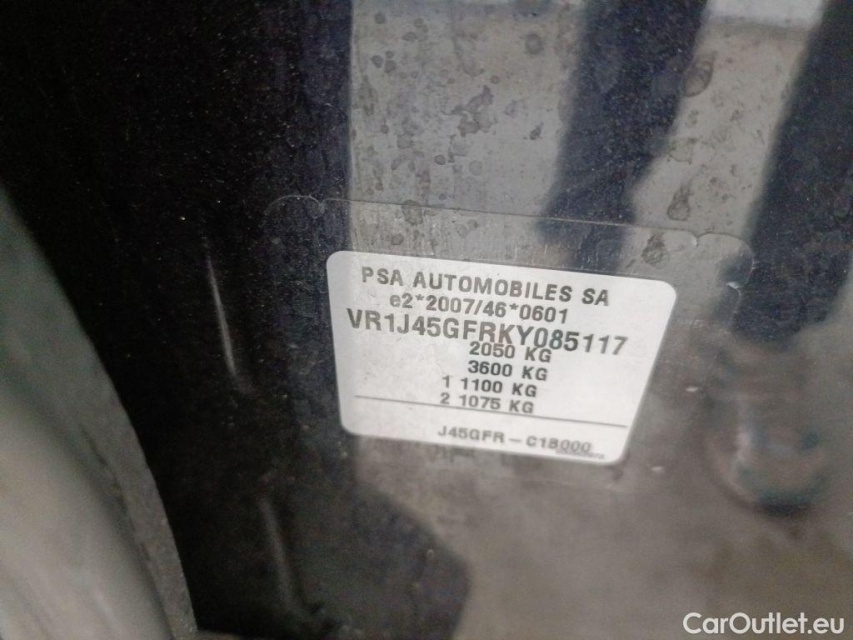 PSA AUTOMOBILES SA
e2*2007/46*0601
VR1J45GFRKY085117
2050 KG
3600 KG
1 1100 KG
2 1075 KG
J45GFR - C18000
CarOutlet.eu